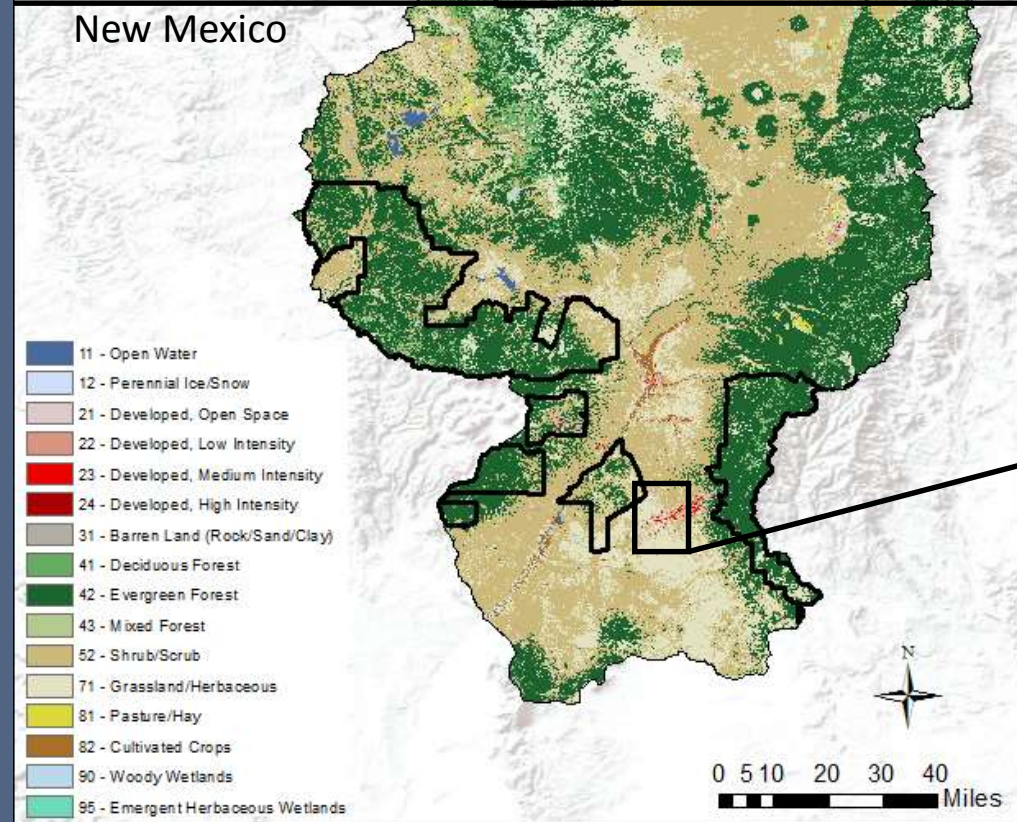 New Mexico
11 - Open Water
12 - Perennial Ice/Snow
21 - Developed, Open Space
22 - Developed, Low Intensity
23 - Developed, Medium Intensity
24 - Developed, High Intensity
31 - Barren Land (Rock/Sand/Clay)
41 - Deciduous Forest
42 - Evergreen Forest
43 - Mixed Forest
52 - Shrub/Scrub
71 - Grassland/Herbaceous
81 - Pasture/Hay
82 - Cultivated Crops
90 - Woody Wetlands
95 - Emergent Herbaceous Wetlands
N
0 5 10 20 30 40
Miles